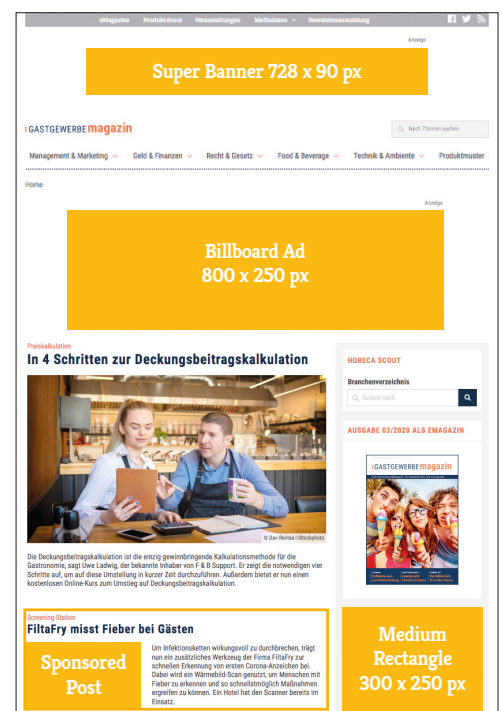 eMagazine Produkt-Scout Veranstaltungen Mediadaten Newsletteranmeldung
Anzeige
Super Banner 728 x 90 px
GASTGEWERBEmagazin
Nach Themen suchen
Management & Marketing Geld & Finanzen Recht & Gesetz Food & Beverage Technik & Ambiente Produktmuster
Home
Anzeige
Billboard Ad
800 x 250 px
Preiskalkulation
In 4 Schritten zur Deckungsbeitragskalkulation
© Dan Rentea | iStockphoto
Die Deckungsbeitragskalkulation ist die einzig gewinnbringende Kalkulationsmethode für die
Gastronomie, sagt Uwe Ladwig, der bekannte Inhaber von F & B Support. Er zeigt die notwendigen vier
Schritte auf, um auf diese Umstellung in kurzer Zeit durchzuführen. Außerdem bietet er nun einen
kostenlosen Online-Kurs zum Umstieg auf Deckungsbeitragskalkulation.
Screening-Station
FiltaFry misst Fieber bei Gästen
Sponsored
Post
Um Infektionsketten wirkungsvoll zu durchbrechen, trägt
nun ein zusätzliches Werkzeug der Firma FiltaFry zur
schnellen Erkennung von ersten Corona-Anzeichen bei.
Dabei wird ein Wärmebild-Scan genutzt, um Menschen mit
Fieber zu erkennen und so schnellstmöglich Maßnahmen
ergreifen zu können. Ein Hotel hat den Scanner bereits im
Einsatz.
HORECA SCOUT
Branchenverzeichnis
Suchen nach
AUSGABE 03/2020 ALS EMAGAZIN
GASTGEWERBEmagazin
Medium
Rectangle
300 x 250 px